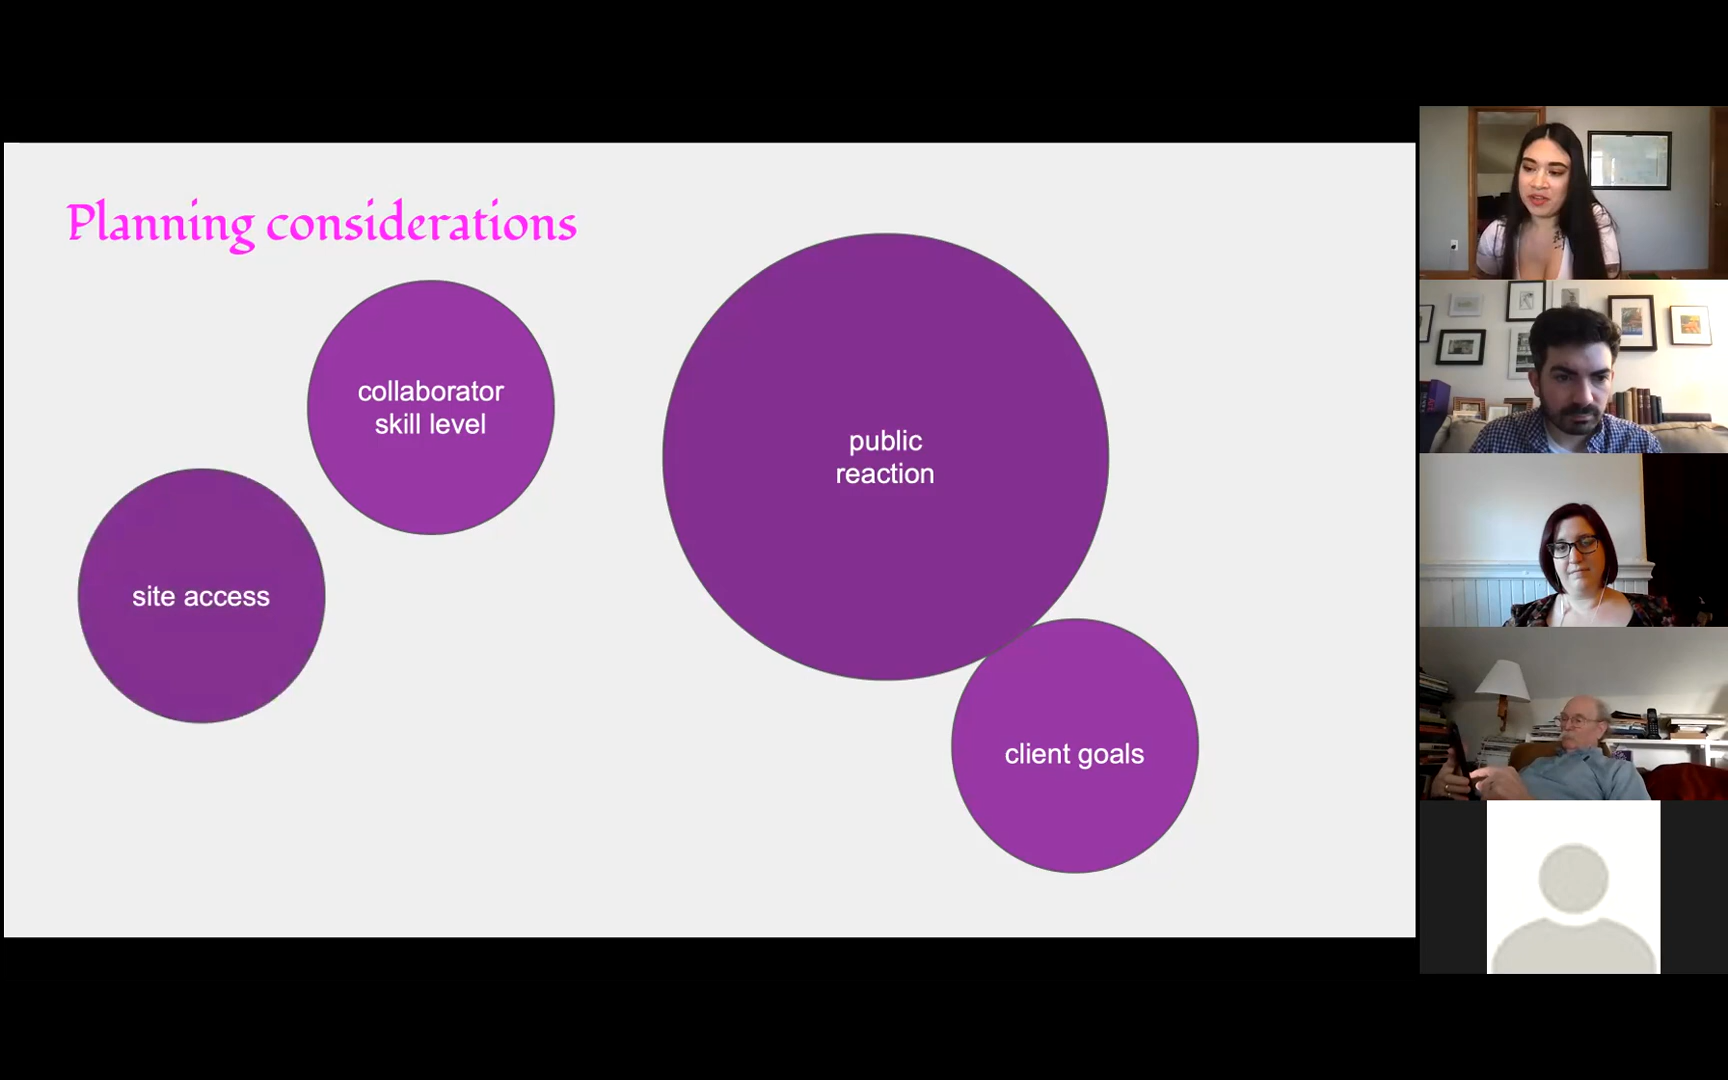 Planning considerations
collaborator
skill level
public
reaction
site access
client goals